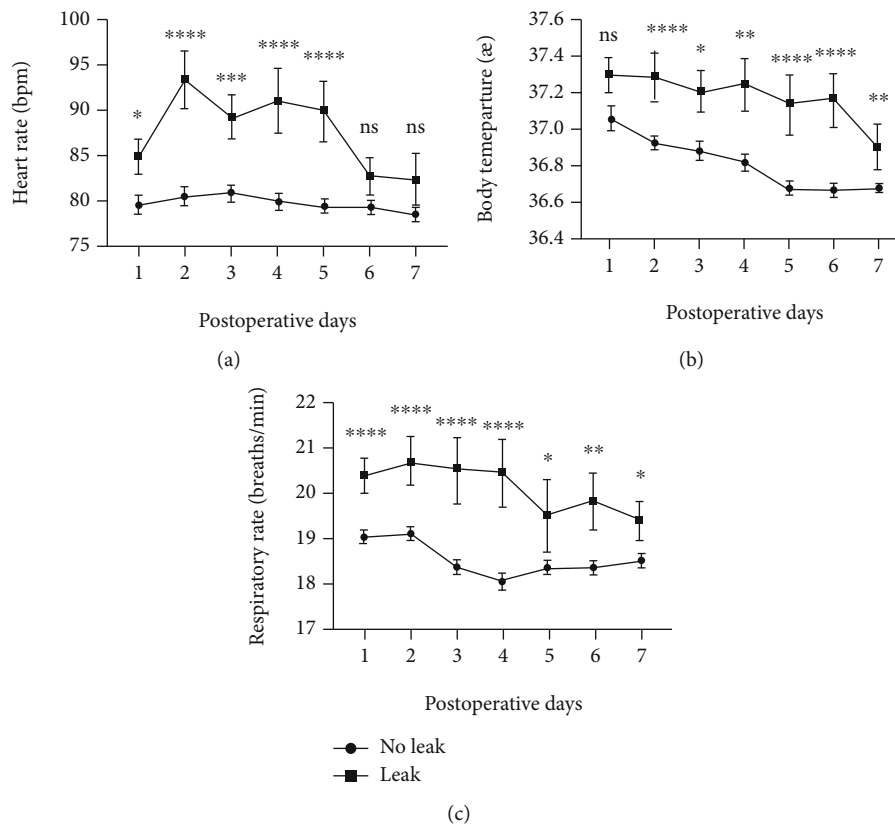 Heart rate (bpm)
100
95
90
85
80
75
*
****
***
****
****
ns
ns
1 2 3 4 5 6 7
Postoperative days
(a)
Body temeparture (æ)
37.6
37.4
37.2
37.0
36.8
36.6
36.4
ns
****
*
**
****
****
**
1 2 3 4 5 6 7
Postoperative days
(b)
Respiratory rate (breaths/min)
22
21
20
19
18
17
****
****
****
****
*
**
*
1 2 3 4 5 6 7
Postoperative days
No leak
Leak
(c)